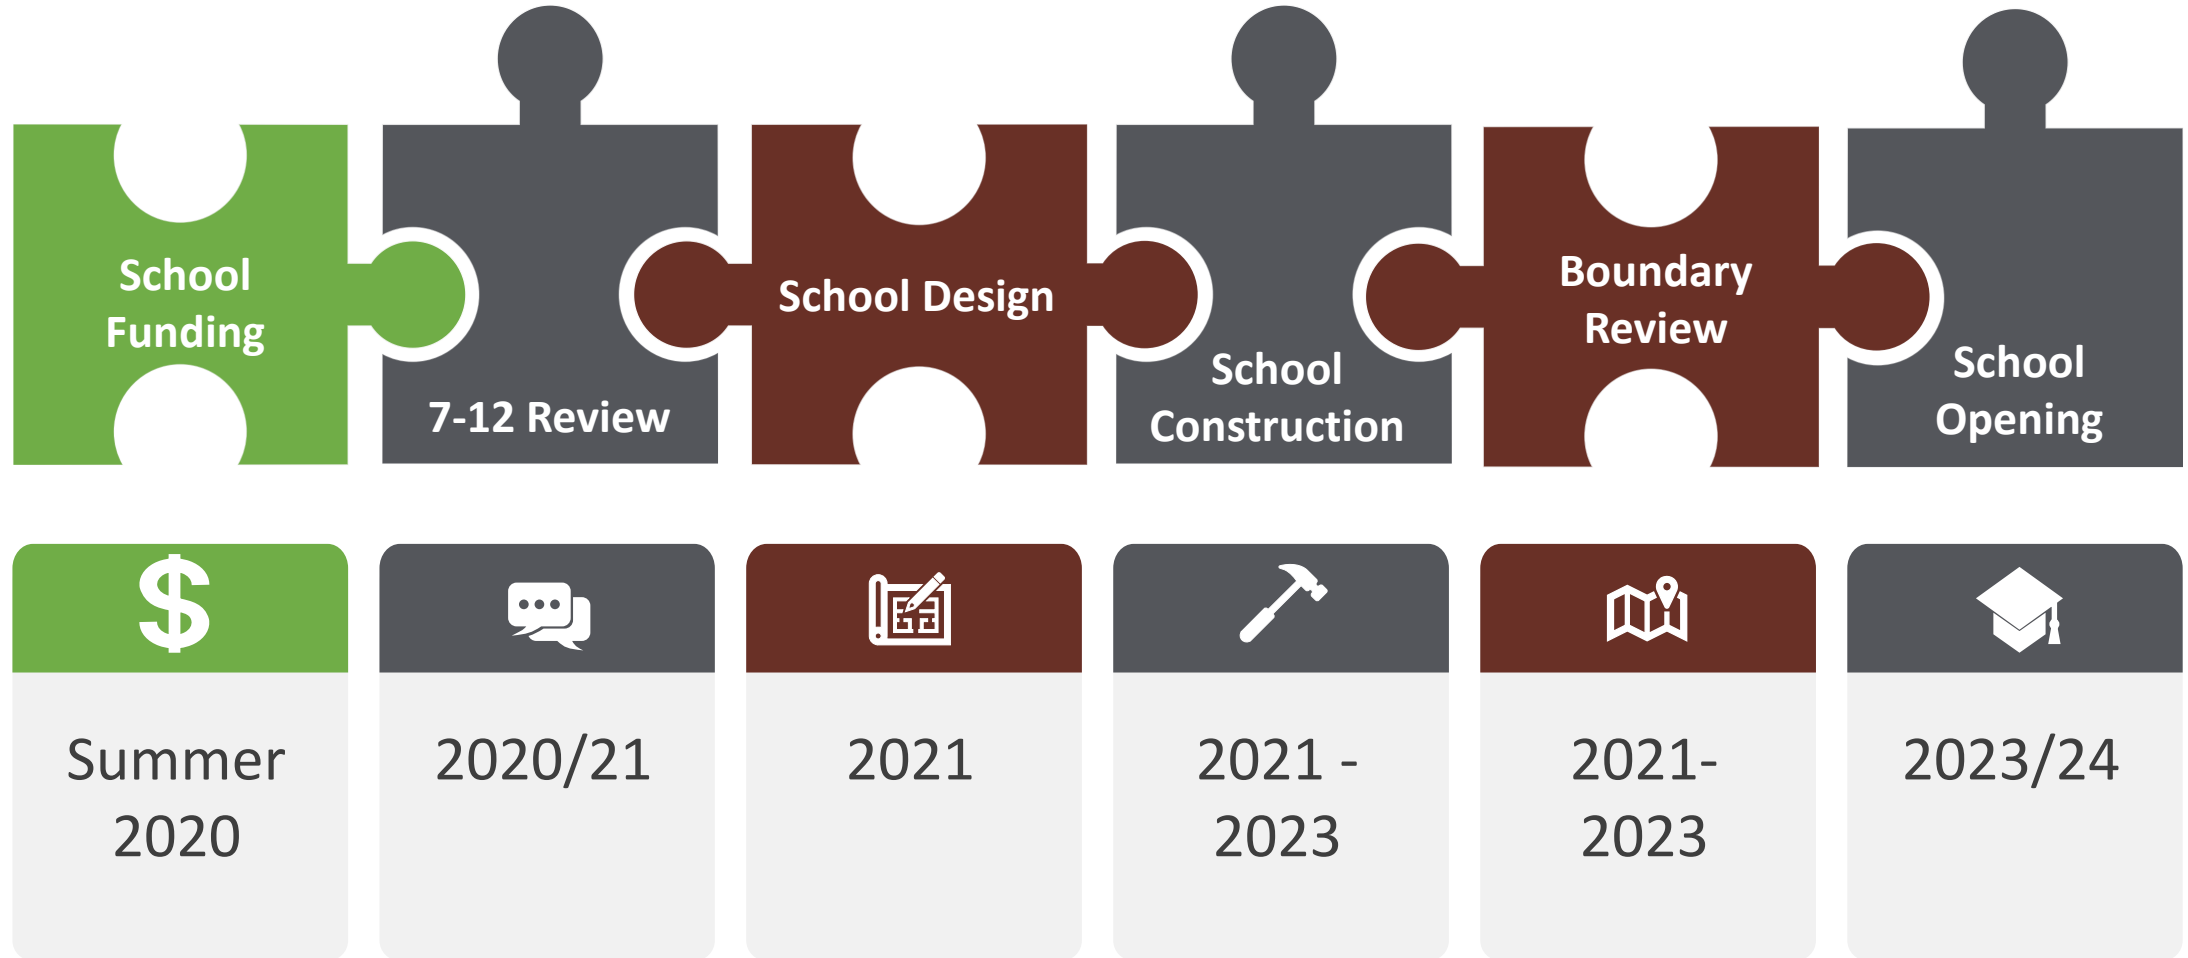 School
Funding
7-12 Review
School Design
School
Construction
Boundary
Review
School
Opening
$
Summer
2020
2020/21
2021
2021 -
2023
2021-
2023
2023/24